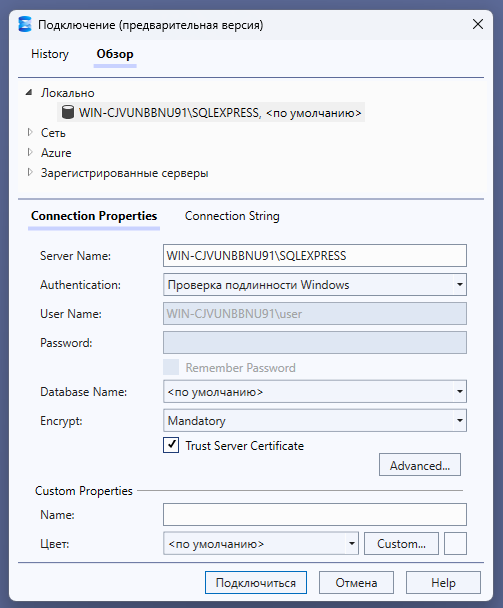 Подключение (предварительная версия)
History Обзор
Локально
WIN-CJVUNBBNU91\SQLEXPRESS, <по умолчанию>
Сеть
Azure
Зарегистрированные серверы
Connection Properties Connection String
Server Name: WIN-CJVUNBBNU91\SQLEXPRESS
Authentication: Проверка подлинности Windows
User Name: WIN-CJVUNBBNU91\user
Password:
Remember Password
Database Name: <по умолчанию>
Encrypt: Mandatory
Trust Server Certificate
Advanced...
Custom Properties
Name:
Цвет: <по умолчанию> Custom...
Подключиться Отмена Help